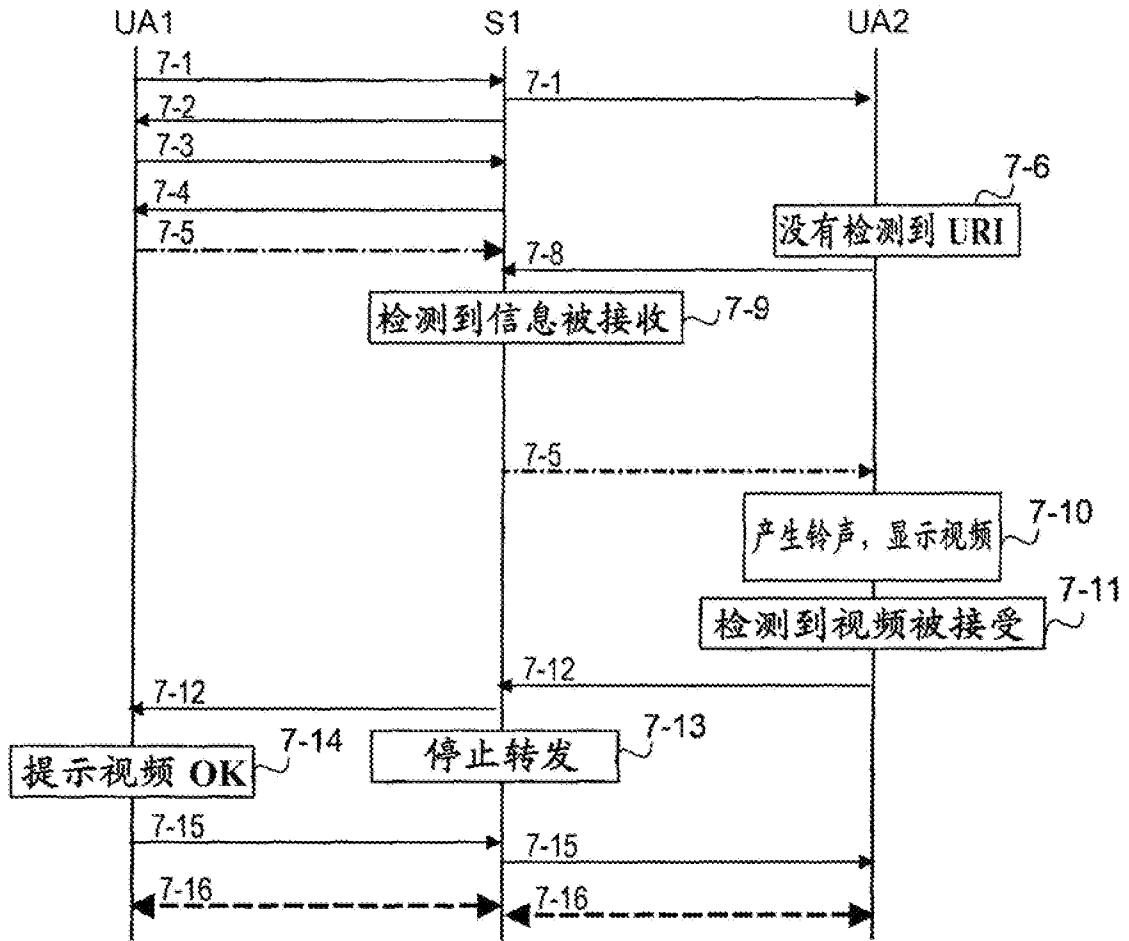 UA1
S1
UA2
7-1
7-1
7-2
7-3
7-6
7-4
没有检测到 URI
7-5
7-8
检测到信息被接收
7-9
7-5
产生铃声，显示视频
7-10
7-11
检测到视频被接受
7-12
7-12
7-14
停止转发
7-13
提示视频 OK
7-15
7-15
7-16
7-16